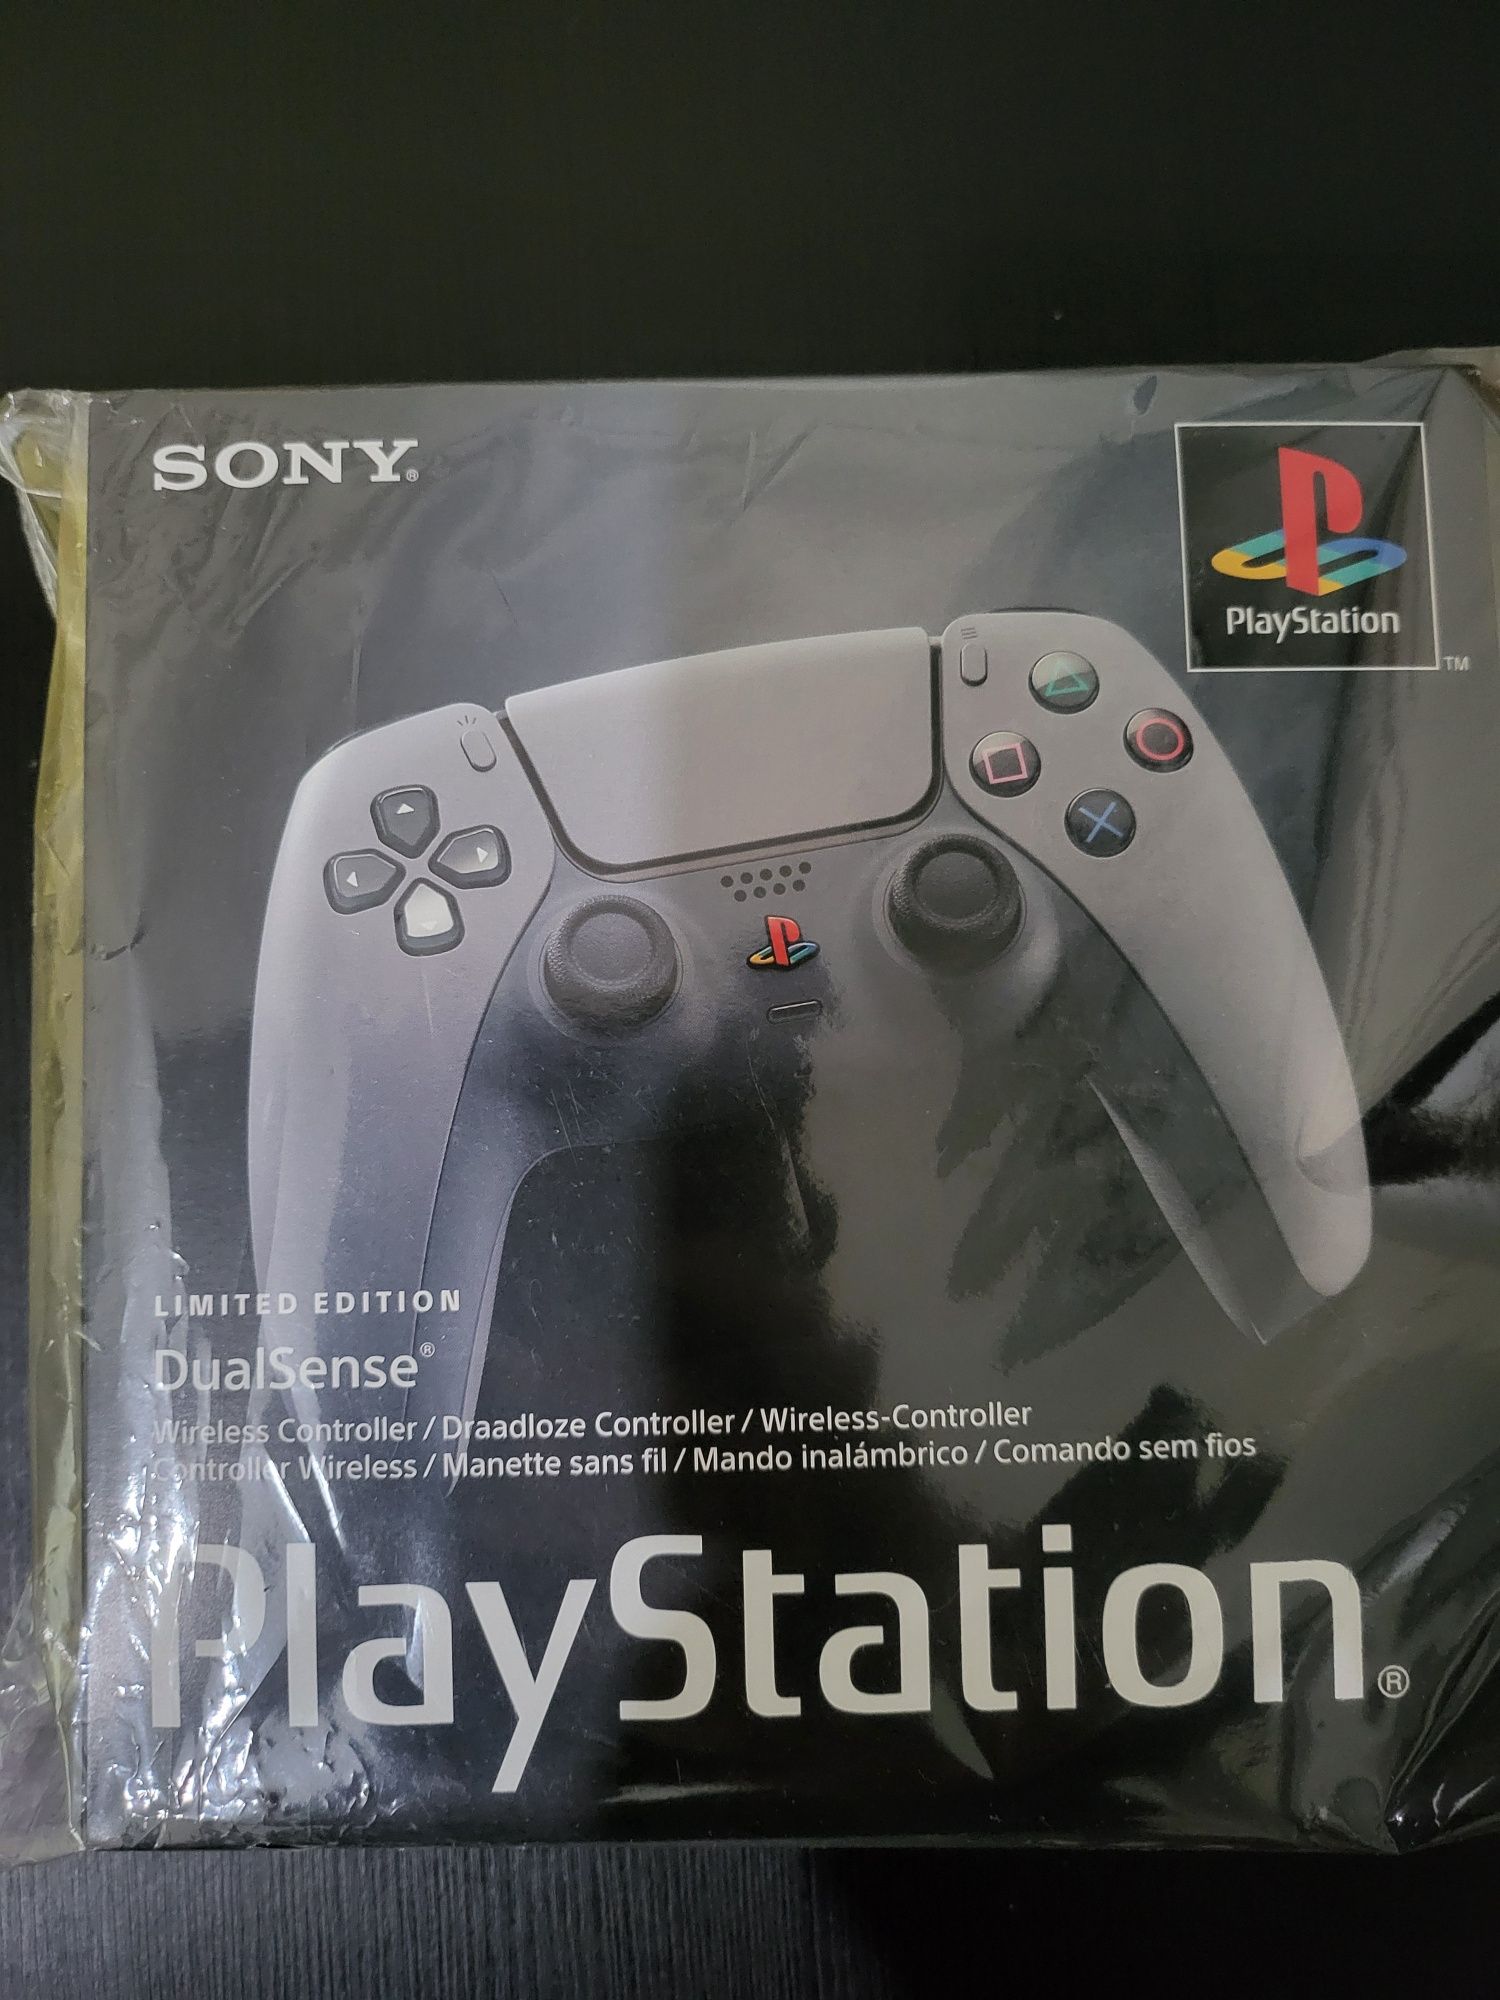 SONY®
PlayStation
TM
LIMITED EDITION
DualSense®
Wireless Controller / Draadloze Controller / Wireless-Controller
Controller Wireless / Manette sans fil / Mando inalámbrico / Comando sem fios
PlayStation®